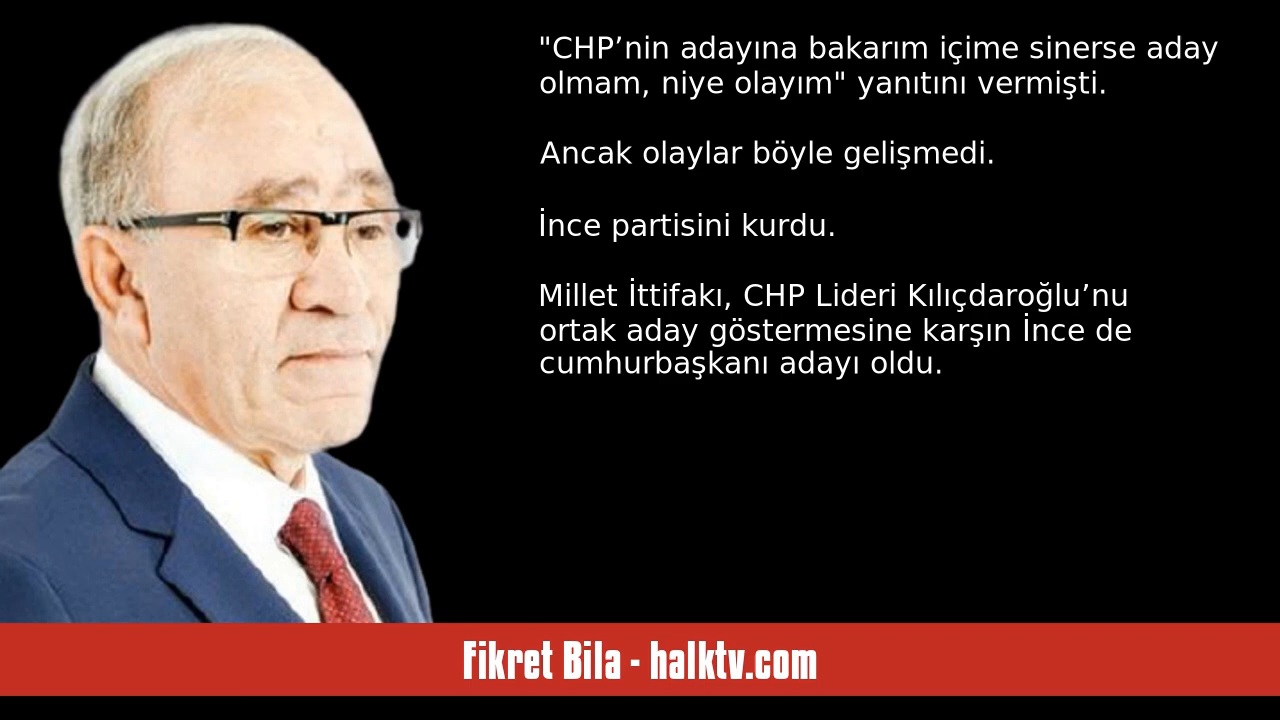 "CHP’nin adayına bakarım içime sinerse aday
olmam, niye olayım" yanıtını vermişti.
Ancak olaylar böyle gelişmedi.
İnce partisini kurdu.
Millet İttifakı, CHP Lideri Kılıçdaroğlu’nu
ortak aday göstermesine karşın İnce de
cumhurbaşkanı adayı oldu.
Fikret Bila - halktv.com